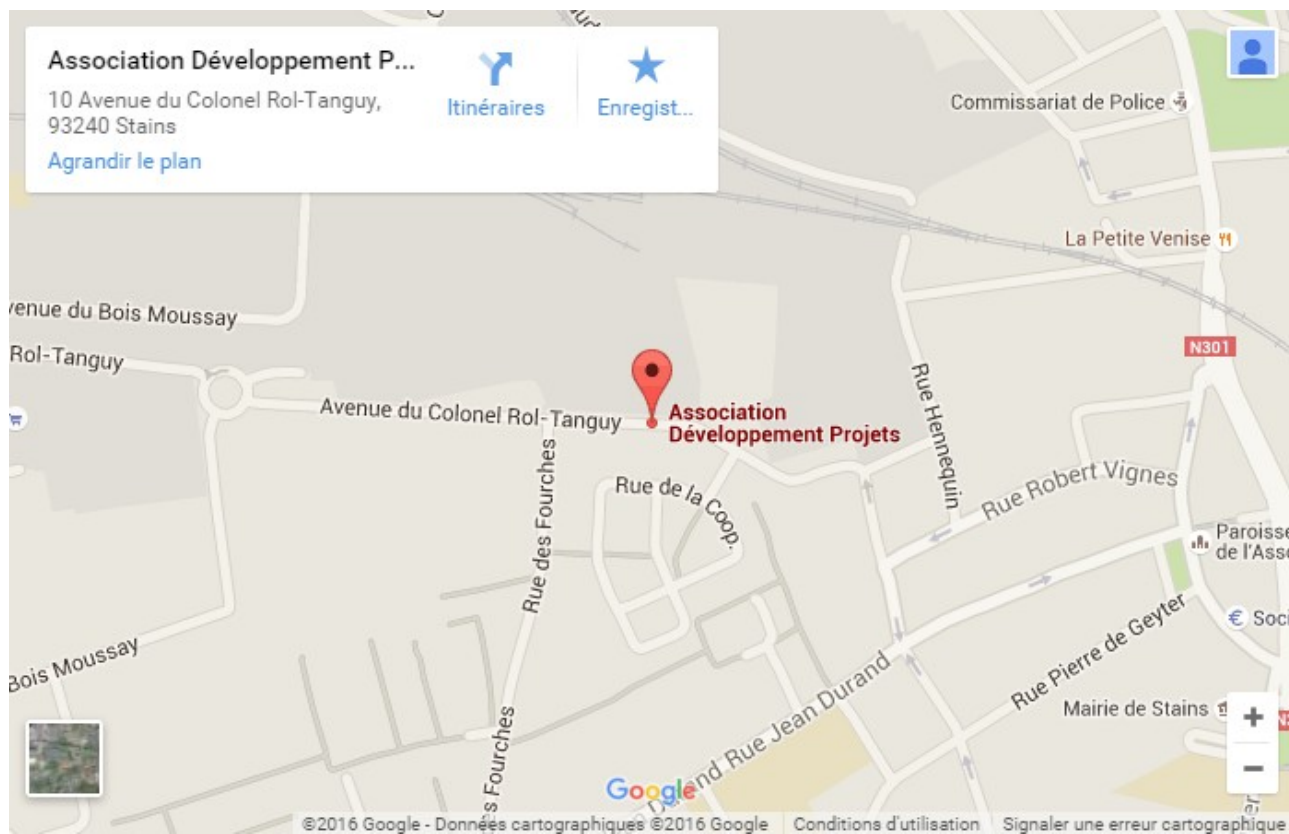 Association Développement P...
10 Avenue du Colonel Rol-Tanguy,
93240 Stains
Agrandir le plan
Itinéraires
Enregist...
Commissariat de Police
La Petite Venise
N301
venue du Bois Moussay
Rol-Tanguy
Avenue du Colonel Rol-Tanguy
Association
Développement Projets
Rue Hennequin
Rue de la Coop.
Rue Robert Vignes
Rue des Fourches
Paroisse
de l'Asso
Bois Moussay
€ Soci
Rue Pierre de Geyter
Rue Jean Durand
Mairie de Stains
des Fourches
Durand
+
−
Google
©2016 Google - Données cartographiques ©2016 Google
Conditions d'utilisation
Signaler une erreur cartographique